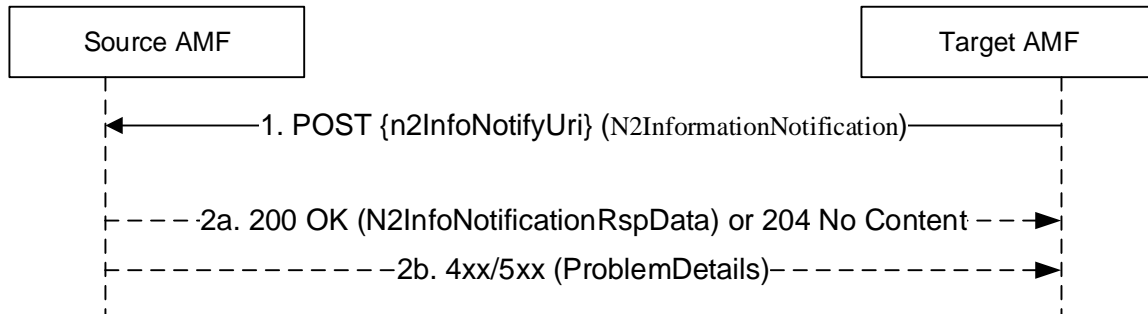 Source AMF
Target AMF
1. POST {n2InfoNotifyUri} (N2InformationNotification)
2a. 200 OK (N2InfoNotificationRspData) or 204 No Content
2b. 4xx/5xx (ProblemDetails)